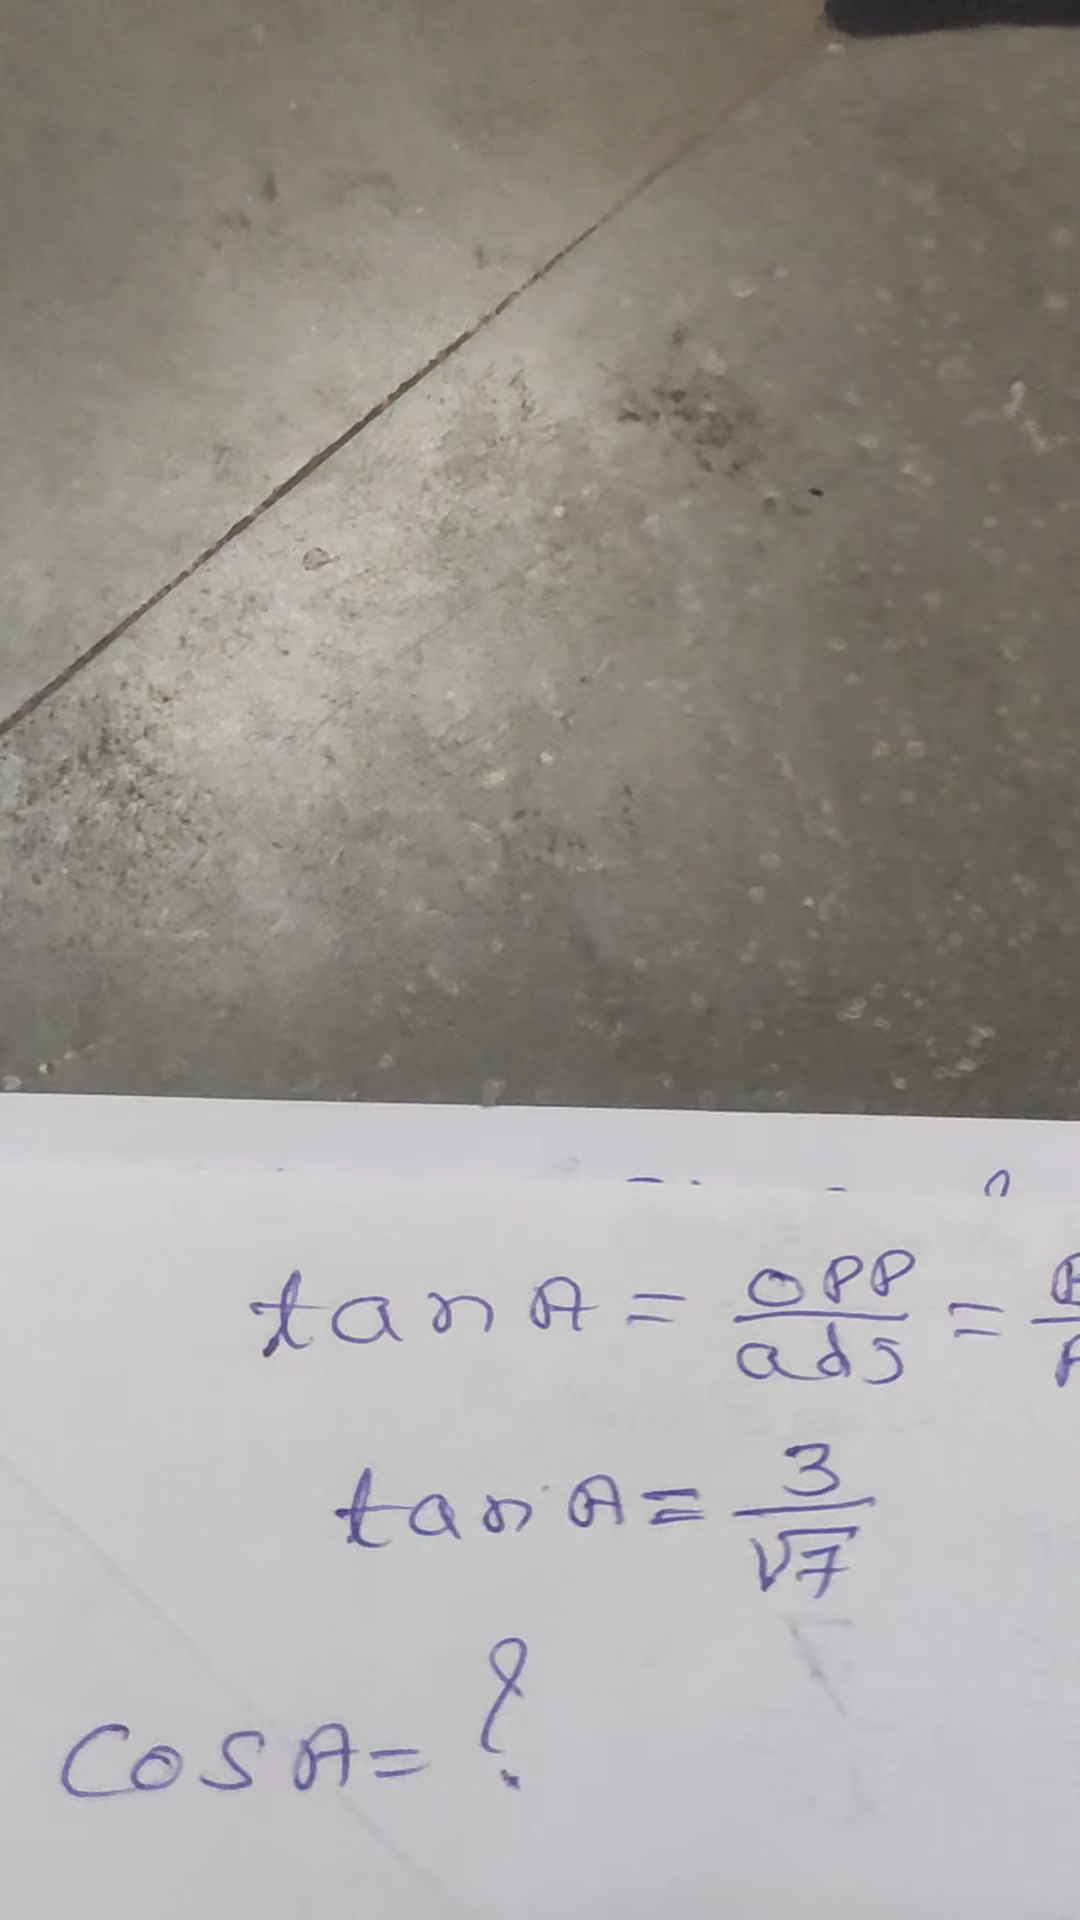 tan A = opp/adj =
tan A = 3/√7
cos A = ?